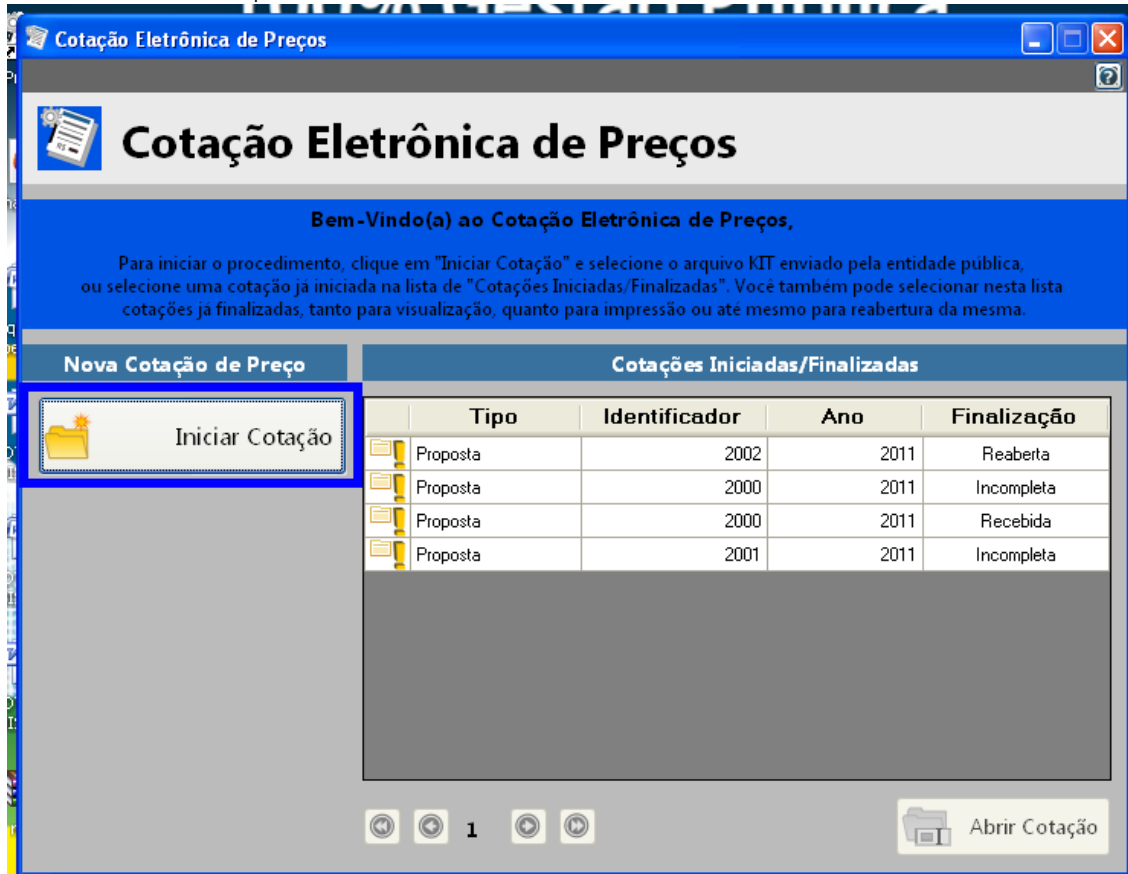 100% Gestão Pública
Cotação Eletrônica de Preços
Cotação Eletrônica de Preços
Bem-Vindo(a) ao Cotação Eletrônica de Preços,
Para iniciar o procedimento, clique em "Iniciar Cotação" e selecione o arquivo KIT enviado pela entidade pública,
ou selecione uma cotação já iniciada na lista de "Cotações Iniciadas/Finalizadas". Você também pode selecionar nesta lista
cotações já finalizadas, tanto para visualização, quanto para impressão ou até mesmo para reabertura da mesma.
Nova Cotação de Preço
Cotações Iniciadas/Finalizadas
Iniciar Cotação
Tipo Identificador Ano Finalização
Proposta 2002 2011 Reaberta
Proposta 2000 2011 Incompleta
Proposta 2000 2011 Recebida
Proposta 2001 2011 Incompleta
1
Abrir Cotação